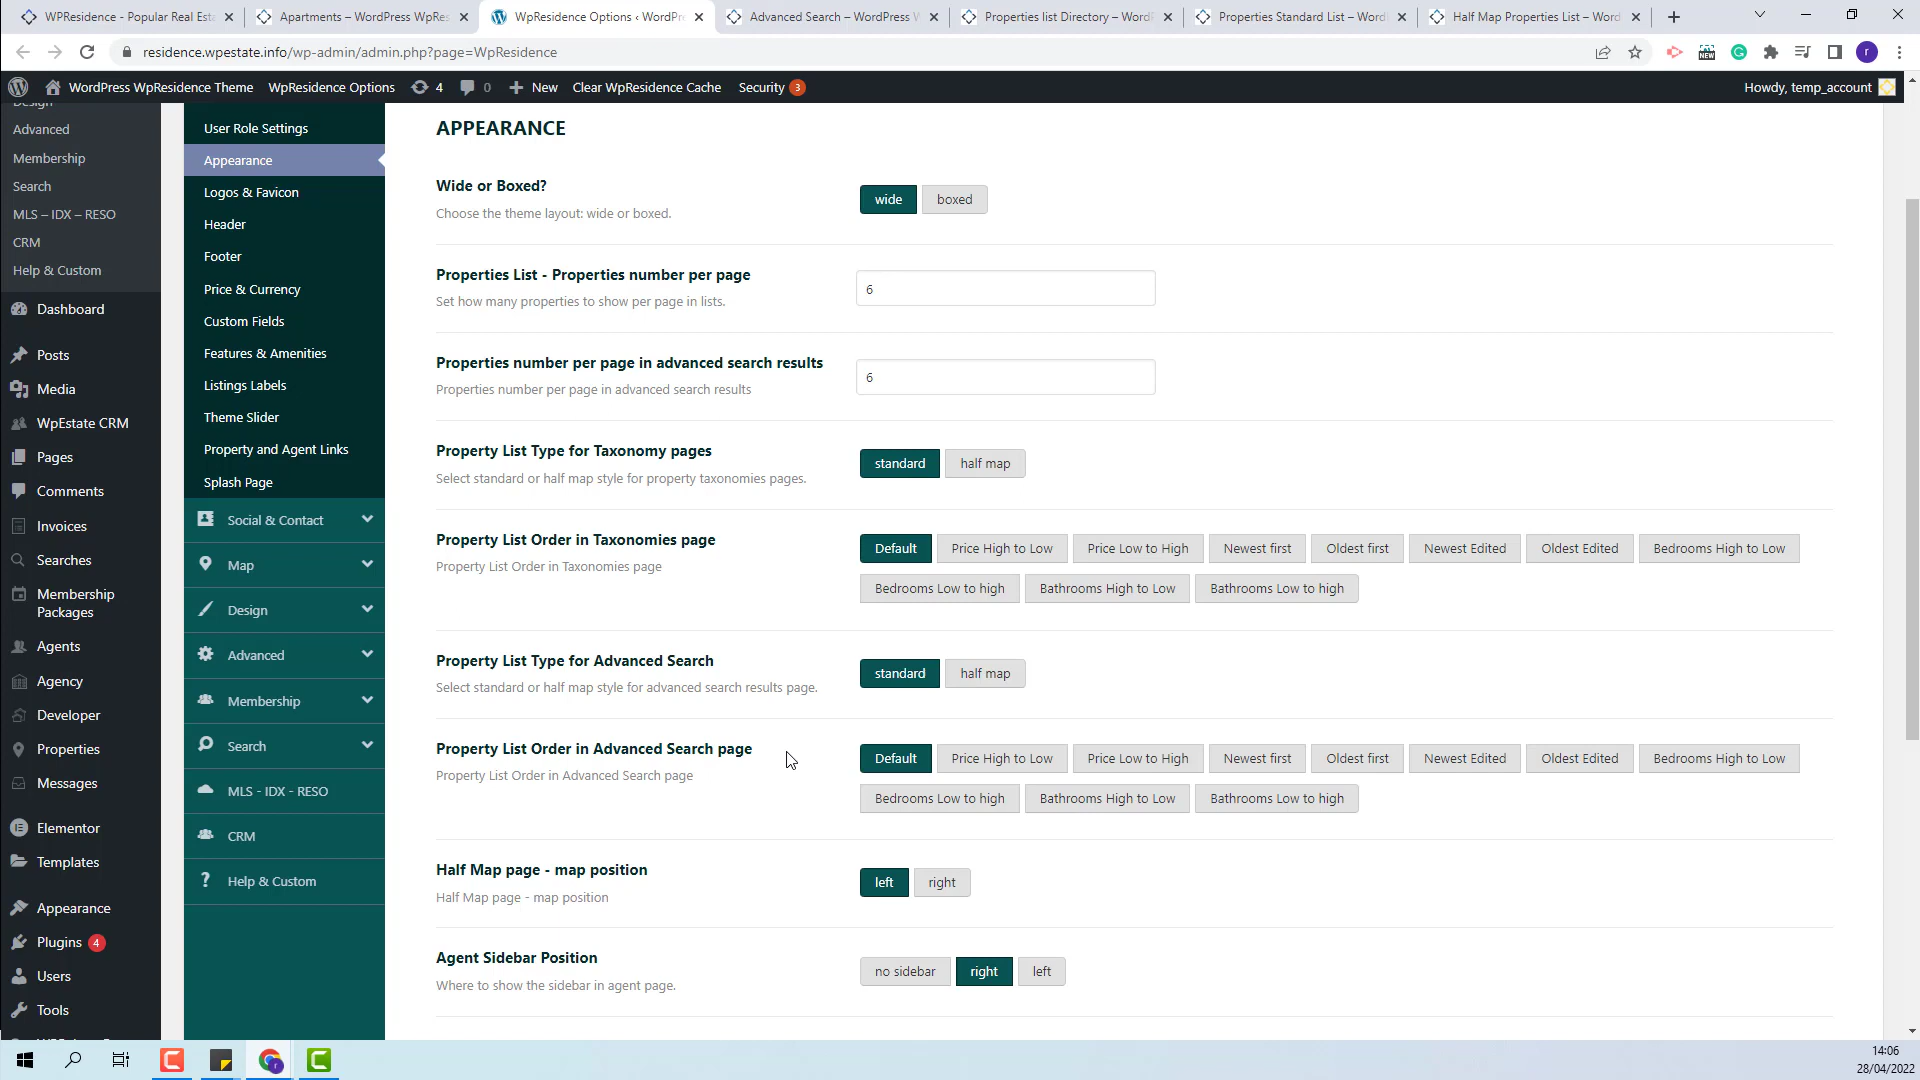 WPResidence - Popular Real Esta
Apartments – WordPress WpRes
WPResidence Options ‹ WordPr
Advanced Search – WordPress W
Properties list Directory – Word
Properties Standard List – Word
Half Map Properties List – Word
residence.wpestate.info/wp-admin/admin.php?page=WpResidence
NEW
r
WordPress WpResidence Theme
WpResidence Options
4
0
New
Clear WpResidence Cache
Security 3
Howdy, temp_account
Design
Advanced
Membership
Search
MLS – IDX – RESO
CRM
Help & Custom
Dashboard
Posts
Media
WpEstate CRM
Pages
Comments
Invoices
Searches
Membership
Packages
Agents
Agency
Developer
Properties
Messages
Elementor
Templates
Appearance
Plugins 4
Users
Tools
User Role Settings
Appearance
Logos & Favicon
Header
Footer
Price & Currency
Custom Fields
Features & Amenities
Listings Labels
Theme Slider
Property and Agent Links
Splash Page
Social & Contact
Map
Design
Advanced
Membership
Search
MLS - IDX - RESO
CRM
Help & Custom
APPEARANCE
Wide or Boxed?
Choose the theme layout: wide or boxed.
wide
boxed
Properties List - Properties number per page
Set how many properties to show per page in lists.
6
Properties number per page in advanced search results
Properties number per page in advanced search results
6
Property List Type for Taxonomy pages
Select standard or half map style for property taxonomies pages.
standard
half map
Property List Order in Taxonomies page
Property List Order in Taxonomies page
Default
Price High to Low
Price Low to High
Newest first
Oldest first
Newest Edited
Oldest Edited
Bedrooms High to Low
Bedrooms Low to high
Bathrooms High to Low
Bathrooms Low to high
Property List Type for Advanced Search
Select standard or half map style for advanced search results page.
standard
half map
Property List Order in Advanced Search page
Property List Order in Advanced Search page
Default
Price High to Low
Price Low to High
Newest first
Oldest first
Newest Edited
Oldest Edited
Bedrooms High to Low
Bedrooms Low to high
Bathrooms High to Low
Bathrooms Low to high
Half Map page - map position
Half Map page - map position
left
right
Agent Sidebar Position
Where to show the sidebar in agent page.
no sidebar
right
left
14:06
28/04/2022